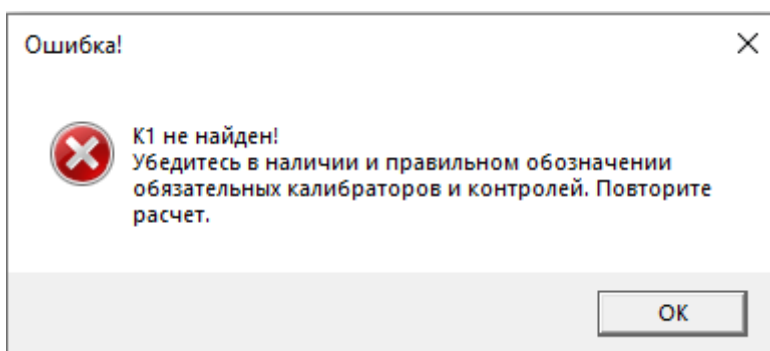 Ошибка!
К1 не найден!
Убедитесь в наличии и правильном обозначении
обязательных калибраторов и контролей. Повторите
расчет.
OK